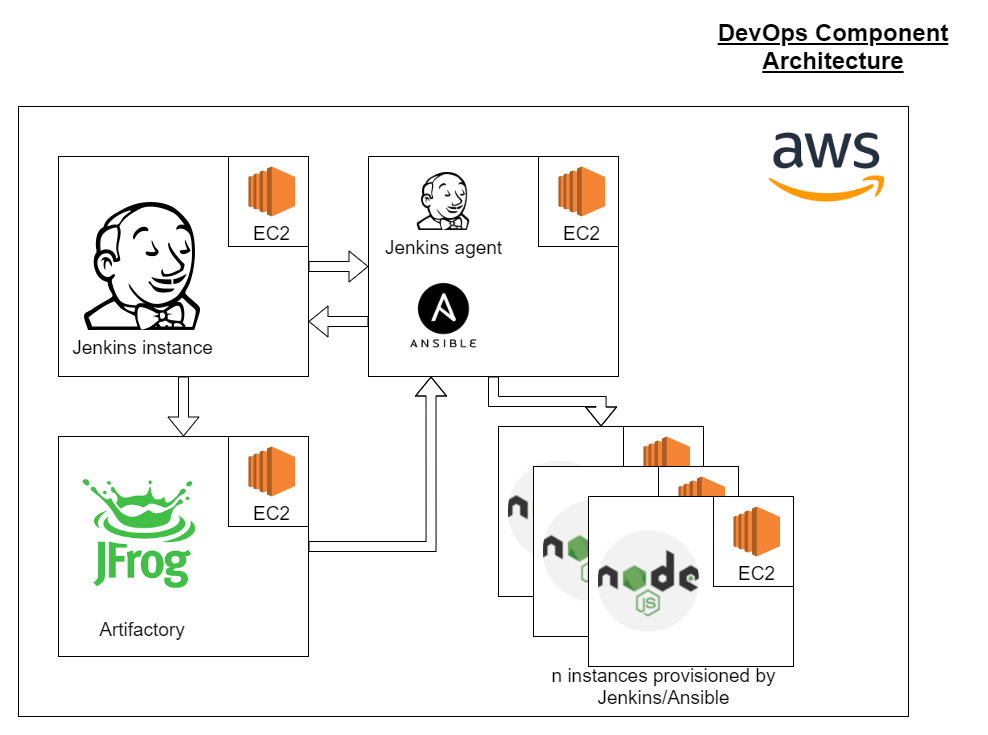 DevOps Component
Architecture
aws
EC2
Jenkins instance
EC2
Jenkins agent
ANSIBLE
EC2
JFrog
Artifactory
n
n
EC2
node
JS
n instances provisioned by
Jenkins/Ansible